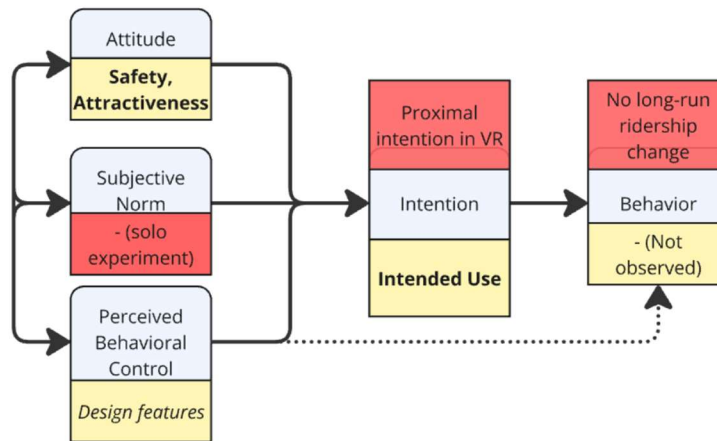 Attitude
Safety,
Attractiveness
Subjective
Norm
- (solo
experiment)
Perceived
Behavioral
Control
Design features
Proximal
intention in VR
Intention
Intended Use
No long-run
ridership
change
Behavior
- (Not
observed)